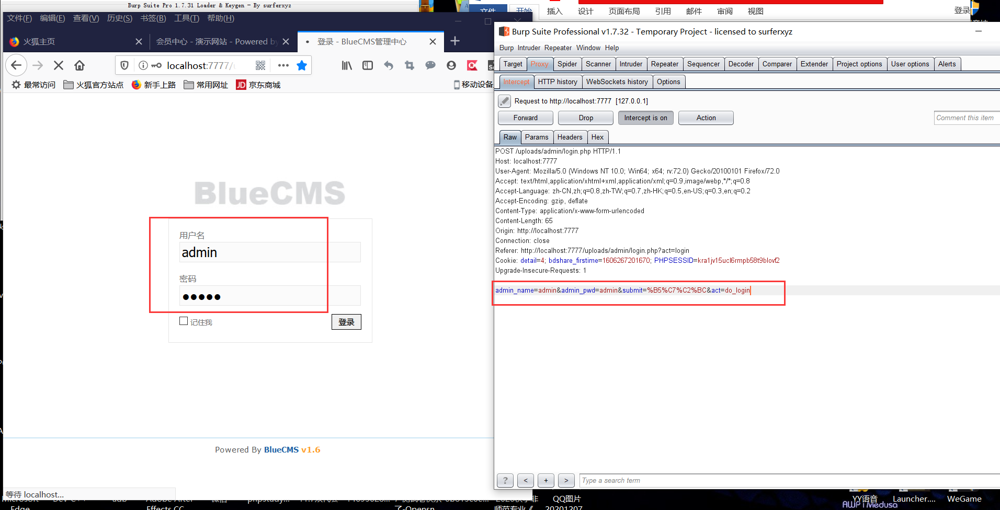 Burp Suite Pro 1.7.31 Loader & Keygen - By surferxyz
文件 开始 插入 设计 页面布局 引用 邮件 审阅 视图 登录
文件(F) 编辑(E) 查看(V) 历史(S) 书签(B) 工具(T) 帮助(H)
火狐主页 会员中心 - 演示网站 - Powered by 登录 - BlueCMS管理中心
localhost:7777/u
最常访问 火狐官方站点 新手上路 常用网址 JD 京东商城 移动设备
BlueCMS
用户名
admin
密码
●●●●●
记住我 登录
Powered By BlueCMS v1.6
等待 localhost...
Burp Suite Professional v1.7.32 - Temporary Project - licensed to surferxyz
Burp Intruder Repeater Window Help
Target Proxy Spider Scanner Intruder Repeater Sequencer Decoder Comparer Extender Project options User options Alerts
Intercept HTTP history WebSockets history Options
Request to http://localhost:7777 [127.0.0.1]
Forward Drop Intercept is on Action Comment this item
Raw Params Headers Hex
POST /uploads/admin/login.php HTTP/1.1
Host: localhost:7777
User-Agent: Mozilla/5.0 (Windows NT 10.0; Win64; x64; rv:72.0) Gecko/20100101 Firefox/72.0
Accept: text/html,application/xhtml+xml,application/xml;q=0.9,image/webp,*/*;q=0.8
Accept-Language: zh-CN,zh;q=0.8,zh-TW;q=0.7,zh-HK;q=0.5,en-US;q=0.3,en;q=0.2
Accept-Encoding: gzip, deflate
Content-Type: application/x-www-form-urlencoded
Content-Length: 65
Origin: http://localhost:7777
Connection: close
Referer: http://localhost:7777/uploads/admin/login.php?act=login
Cookie: detail=4; bdshare_firstime=1606267201670; PHPSESSID=kra1jv15ucl6rmpb58t9blovf2
Upgrade-Insecure-Requests: 1
admin_name=admin&admin_pwd=admin&submit=%B5%C7%C2%BC&act=do_login
? < + > Type a search term
QQ图片 YY语音 Launcher.... WeGame
Edge Effects CC 了-Opensn 师范专业《 20201207 AWP | Medusa